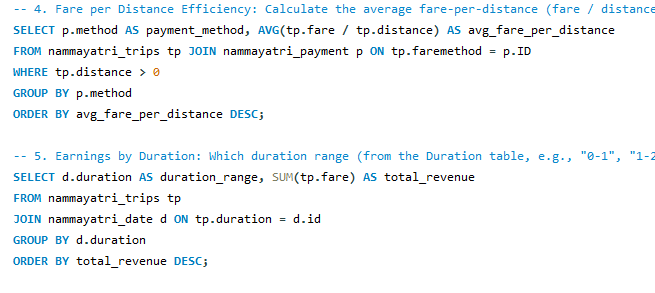 -- 4. Fare per Distance Efficiency: Calculate the average fare-per-distance (fare / distance
SELECT p.method AS payment_method, AVG(tp.fare / tp.distance) AS avg_fare_per_distance
FROM nammayatri_trips tp JOIN nammayatri_payment p ON tp.faremethod = p.ID
WHERE tp.distance > 0
GROUP BY p.method
ORDER BY avg_fare_per_distance DESC;
-- 5. Earnings by Duration: Which duration range (from the Duration table, e.g., "0-1", "1-2
SELECT d.duration AS duration_range, SUM(tp.fare) AS total_revenue
FROM nammayatri_trips tp
JOIN nammayatri_date d ON tp.duration = d.id
GROUP BY d.duration
ORDER BY total_revenue DESC;